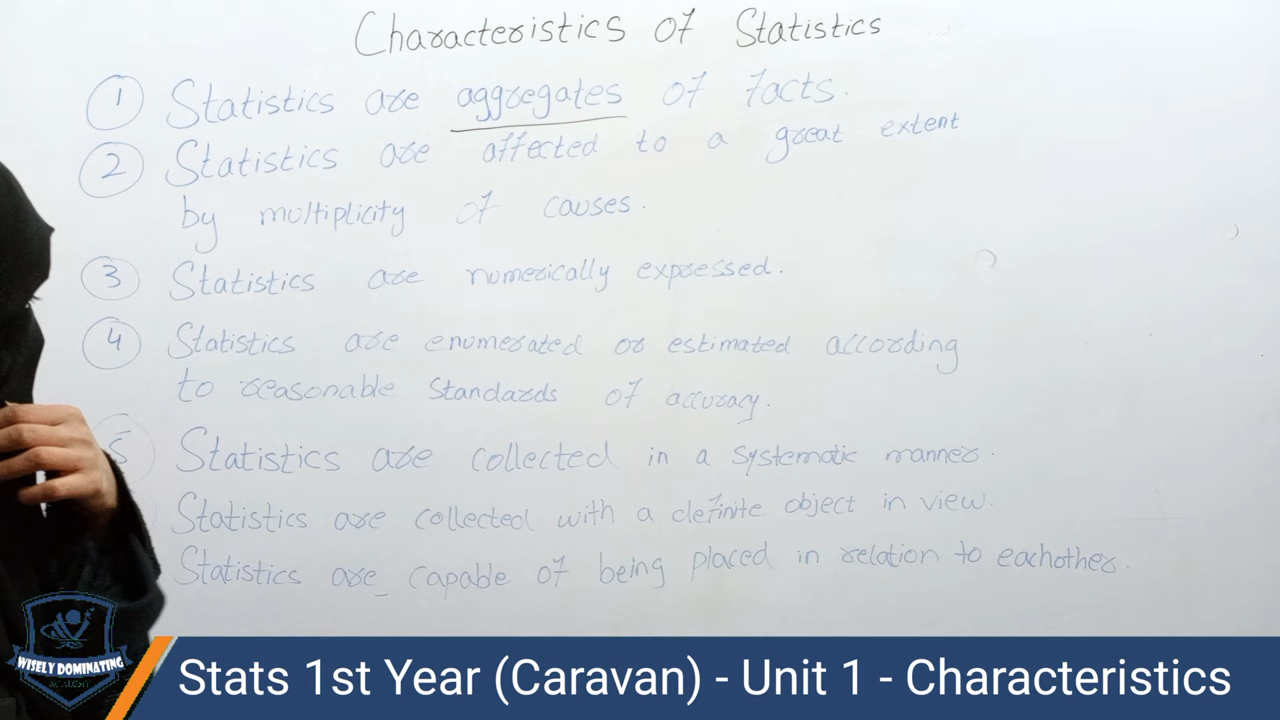 Characteristics of Statistics
1 Statistics are aggregates of facts.
2 Statistics are affected to a great extent
by multiplicity of causes.
3 Statistics are numerically expressed.
4 Statistics are enumerated or estimated according
to reasonable standards of accuracy.
5 Statistics are collected in a systematic manner.
Statistics are collected with a definite object in view.
Statistics are capable of being placed in relation to eachother.
WISELY DOMINATING
ACADEMY
Stats 1st Year (Caravan) - Unit 1 - Characteristics